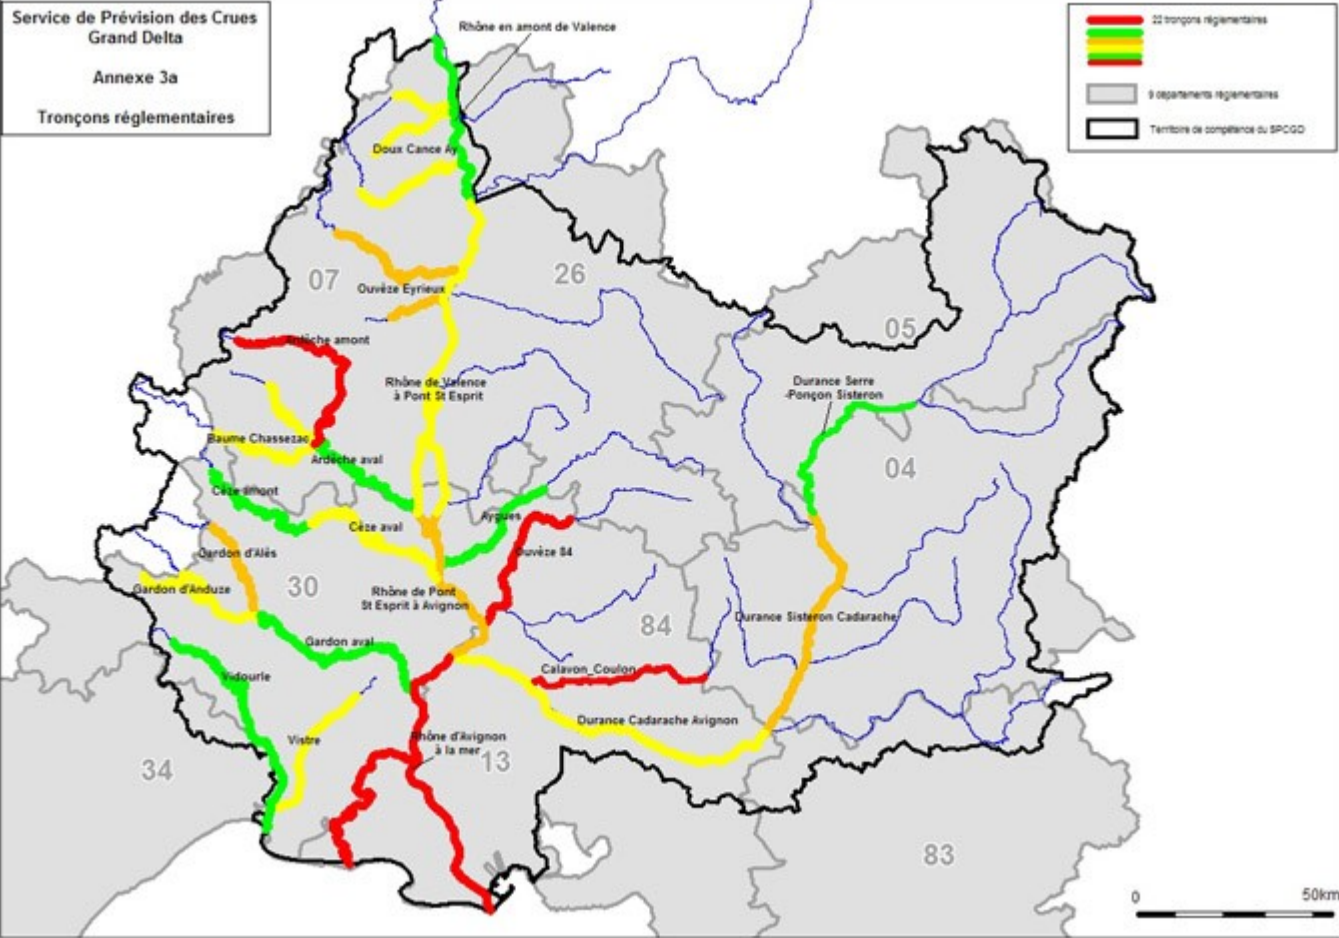 Service de Prévision des Crues
Grand Delta
Annexe 3a
Tronçons réglementaires
Rhône en amont de Valence
22 tronçons réglementaires
9 départements réglementaires
Territoire de compétence du SPCGD
Doux Cance Ay
07
26
Ouvèze Eyrieux
05
Ardèche amont
Rhône de Valence
à Pont St Esprit
Durance Serre
-Ponçon Sisteron
Baume Chassezac
Ardèche aval
04
Cèze amont
Cèze aval
Aygues
Gardon d'Alès
Ouvèze 84
Gardon d'Anduze
30
Rhône de Pont
St Esprit à Avignon
84
Durance Sisteron Cadarache
Gardon aval
Calavon_Coulon
Vidourle
Durance Cadarache Avignon
Vistre
Rhône d'Avignon
à la mer
13
34
83
0
50km